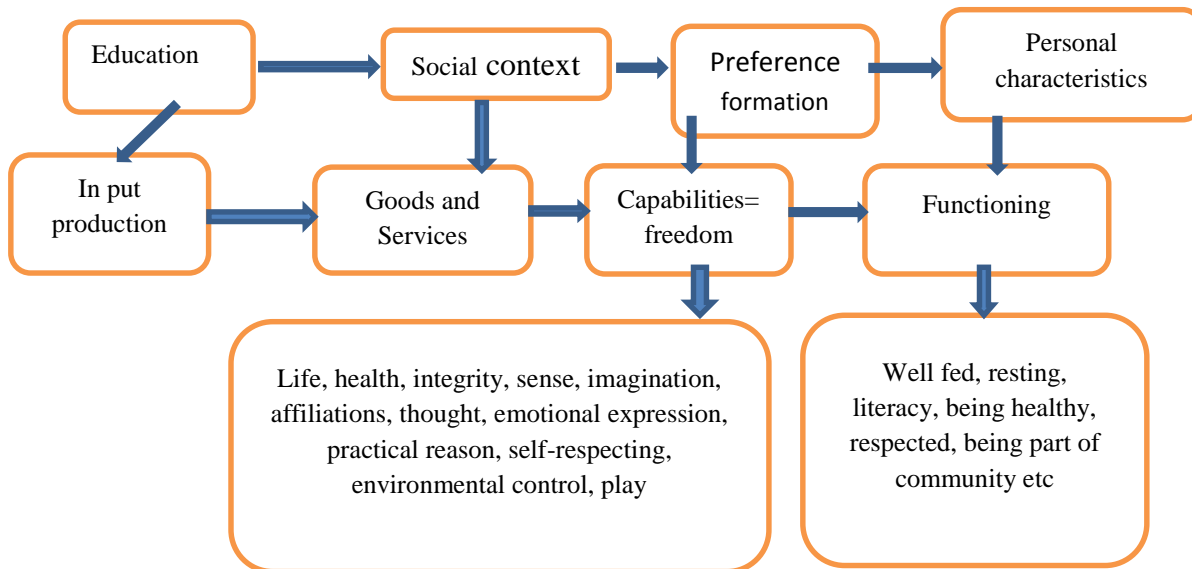 Education
Social context
Preference
formation
Personal
characteristics
In put
production
Goods and
Services
Capabilities=
freedom
Functioning
Life, health, integrity, sense, imagination,
affiliations, thought, emotional expression,
practical reason, self-respecting,
environmental control, play
Well fed, resting,
literacy, being healthy,
respected, being part of
community etc